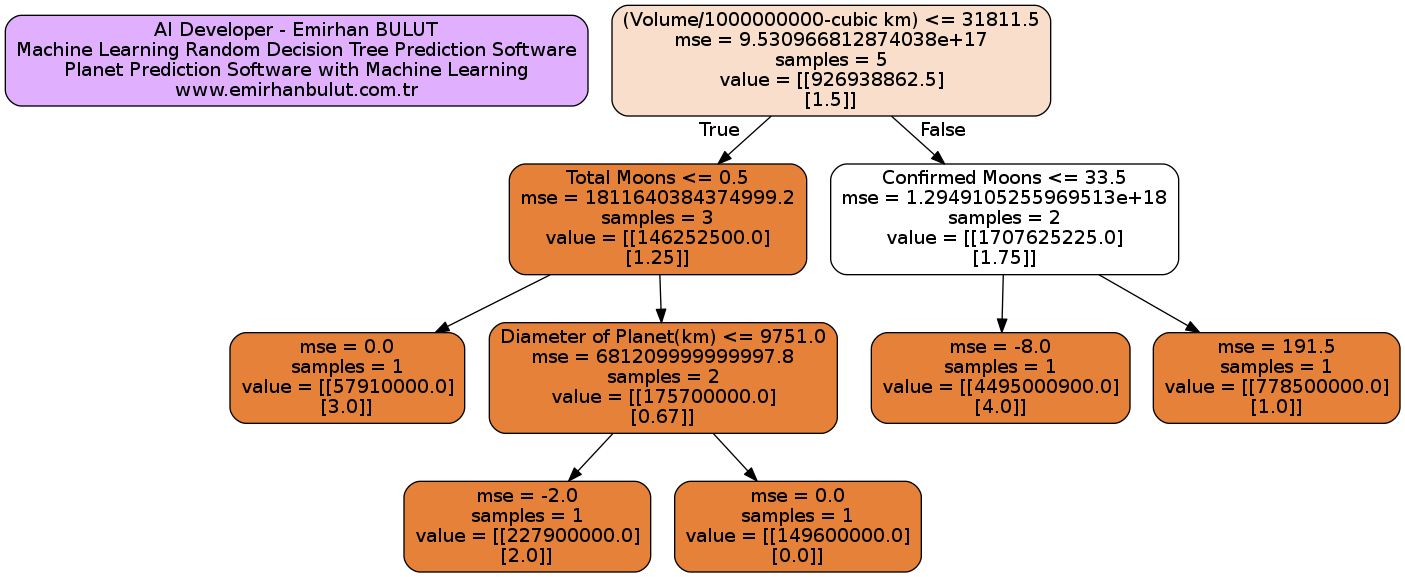 AI Developer - Emirhan BULUT
Machine Learning Random Decision Tree Prediction Software
Planet Prediction Software with Machine Learning
www.emirhanbulut.com.tr
(Volume/1000000000-cubic km) <= 31811.5
mse = 9.530966812874038e+17
samples = 5
value = [[926938862.5]
[1.5]]
True
False
Total Moons <= 0.5
mse = 1811640384374999.2
samples = 3
value = [[146252500.0]
[1.25]]
Confirmed Moons <= 33.5
mse = 1.2949105255969513e+18
samples = 2
value = [[1707625225.0]
[1.75]]
mse = 0.0
samples = 1
value = [[57910000.0]
[3.0]]
Diameter of Planet(km) <= 9751.0
mse = 681209999999997.8
samples = 2
value = [[175700000.0]
[0.67]]
mse = -8.0
samples = 1
value = [[4495000900.0]
[4.0]]
mse = 191.5
samples = 1
value = [[778500000.0]
[1.0]]
mse = -2.0
samples = 1
value = [[227900000.0]
[2.0]]
mse = 0.0
samples = 1
value = [[149600000.0]
[0.0]]